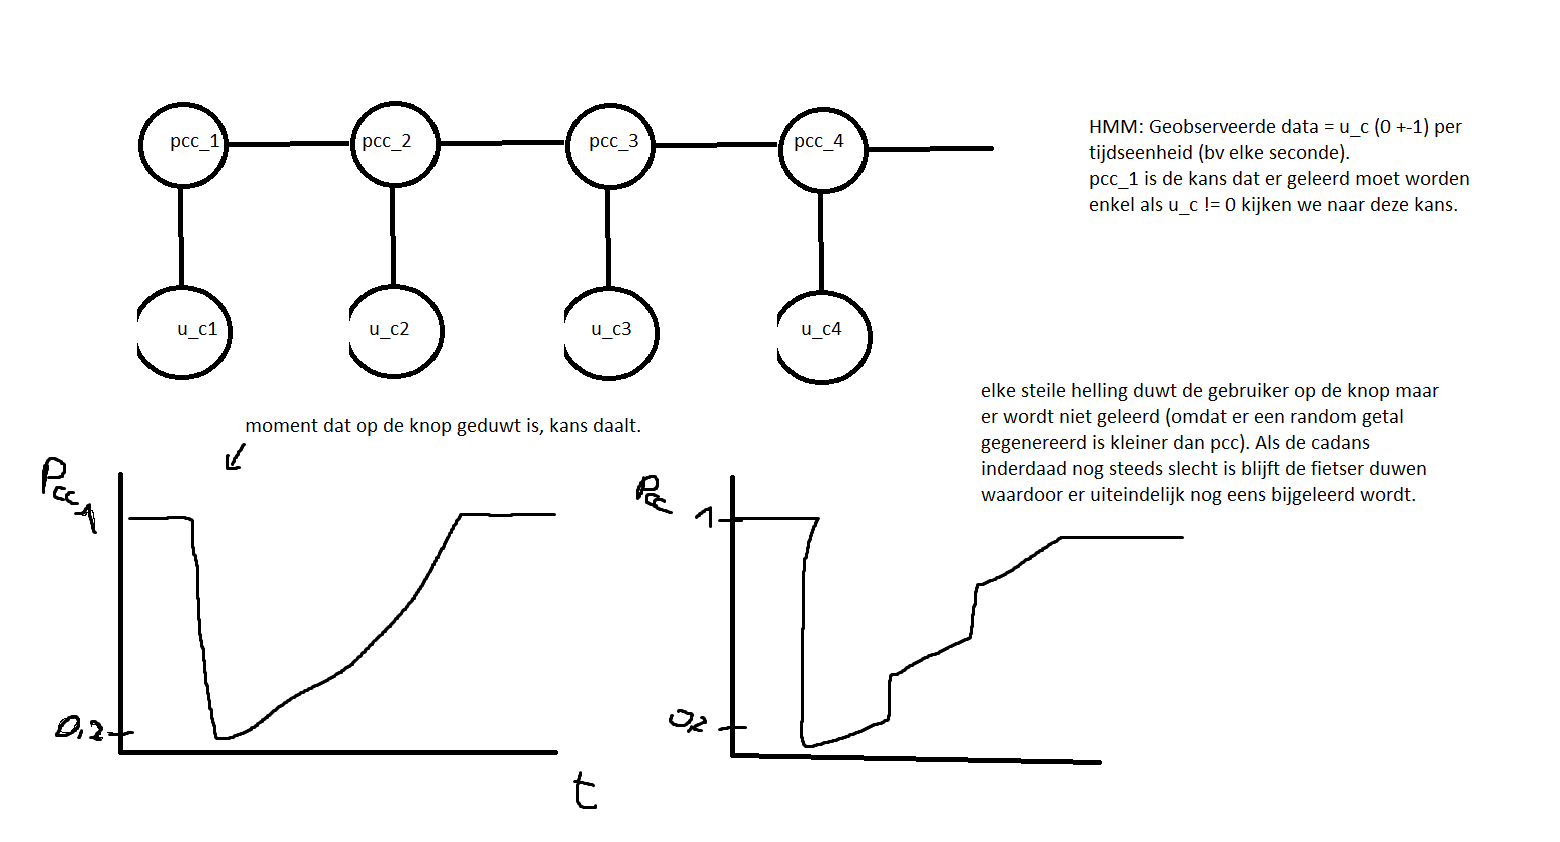 pcc_1
pcc_2
pcc_3
pcc_4
HMM: Geobserveerde data = u_c (0 +-1) per
tijdseenheid (bv elke seconde).
pcc_1 is de kans dat er geleerd moet worden
enkel als u_c != 0 kijken we naar deze kans.
u_c1
u_c2
u_c3
u_c4
elke steile helling duwt de gebruiker op de knop maar
er wordt niet geleerd (omdat er een random getal
gegenereerd is kleiner dan pcc). Als de cadans
inderdaad nog steeds slecht is blijft de fietser duwen
waardoor er uiteindelijk nog eens bijgeleerd wordt.
moment dat op de knop geduwt is, kans daalt.
Pcc
1
0,2
t
Pcc
1
0,2